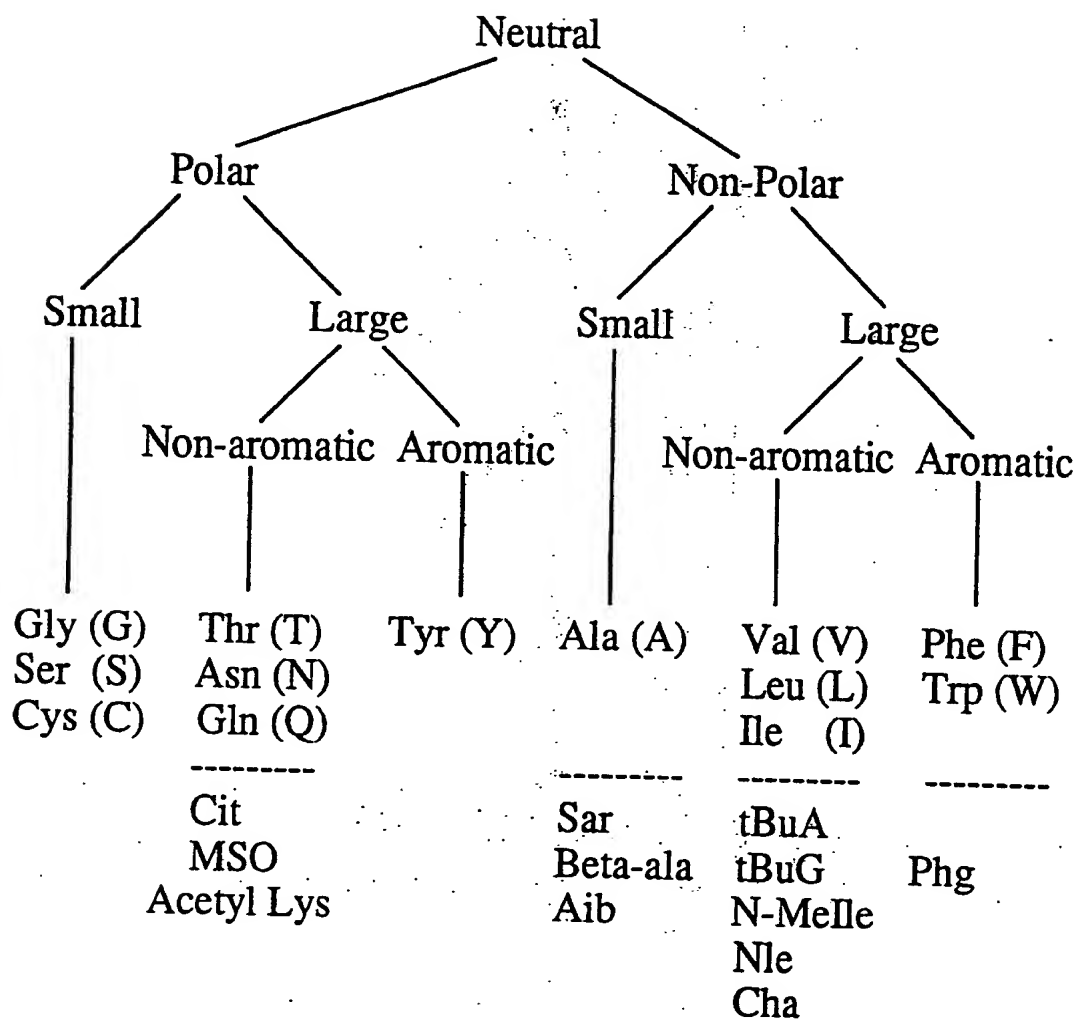 Neutral
Polar
Non-Polar
Small
Large
Small
Large
Non-aromatic
Aromatic
Non-aromatic
Aromatic
Gly (G)
Ser (S)
Cys (C)
Thr (T)
Asn (N)
Gln (Q)
---------
Cit
MSO
Acetyl Lys
Tyr (Y)
Ala (A)
---------
Sar
Beta-ala
Aib
Val (V)
Leu (L)
Ile (I)
---------
tBuA
tBuG
N-MeIle
Nle
Cha
Phe (F)
Trp (W)
---------
Phg